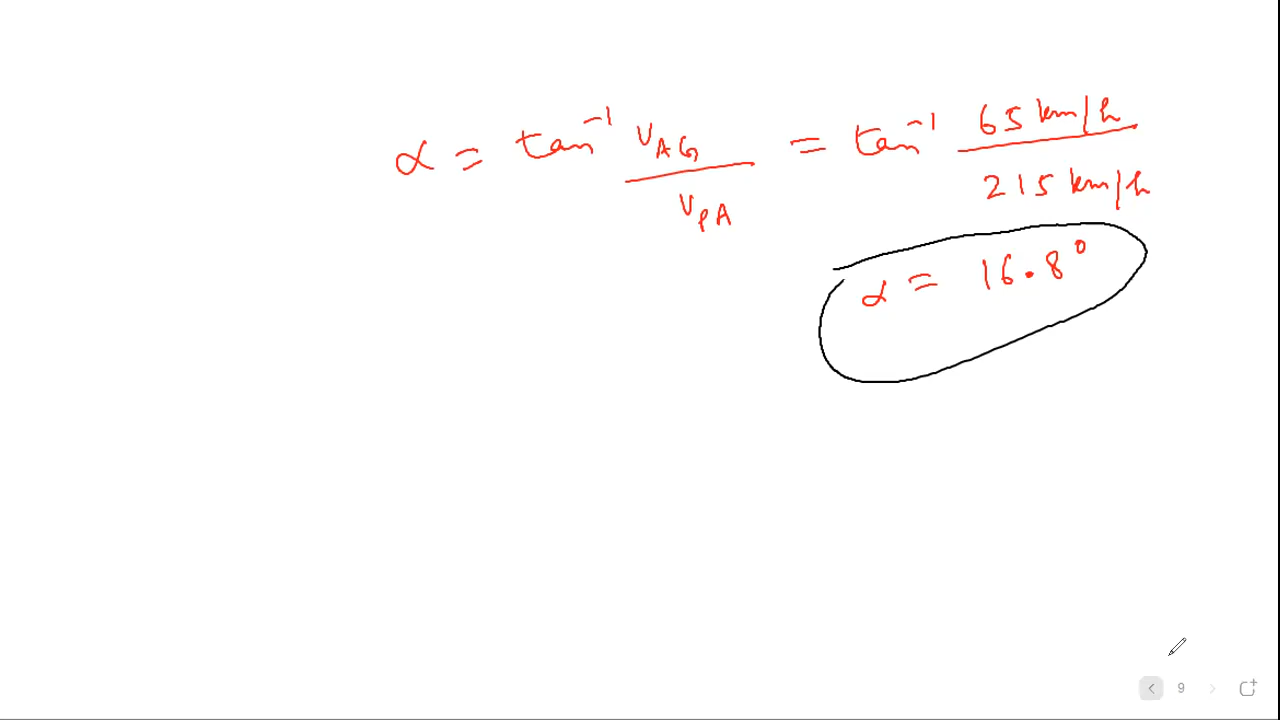 α = tan⁻¹ v_AG / v_PA = tan⁻¹ 65 km/h / 215 km/h
α = 16.8°
9